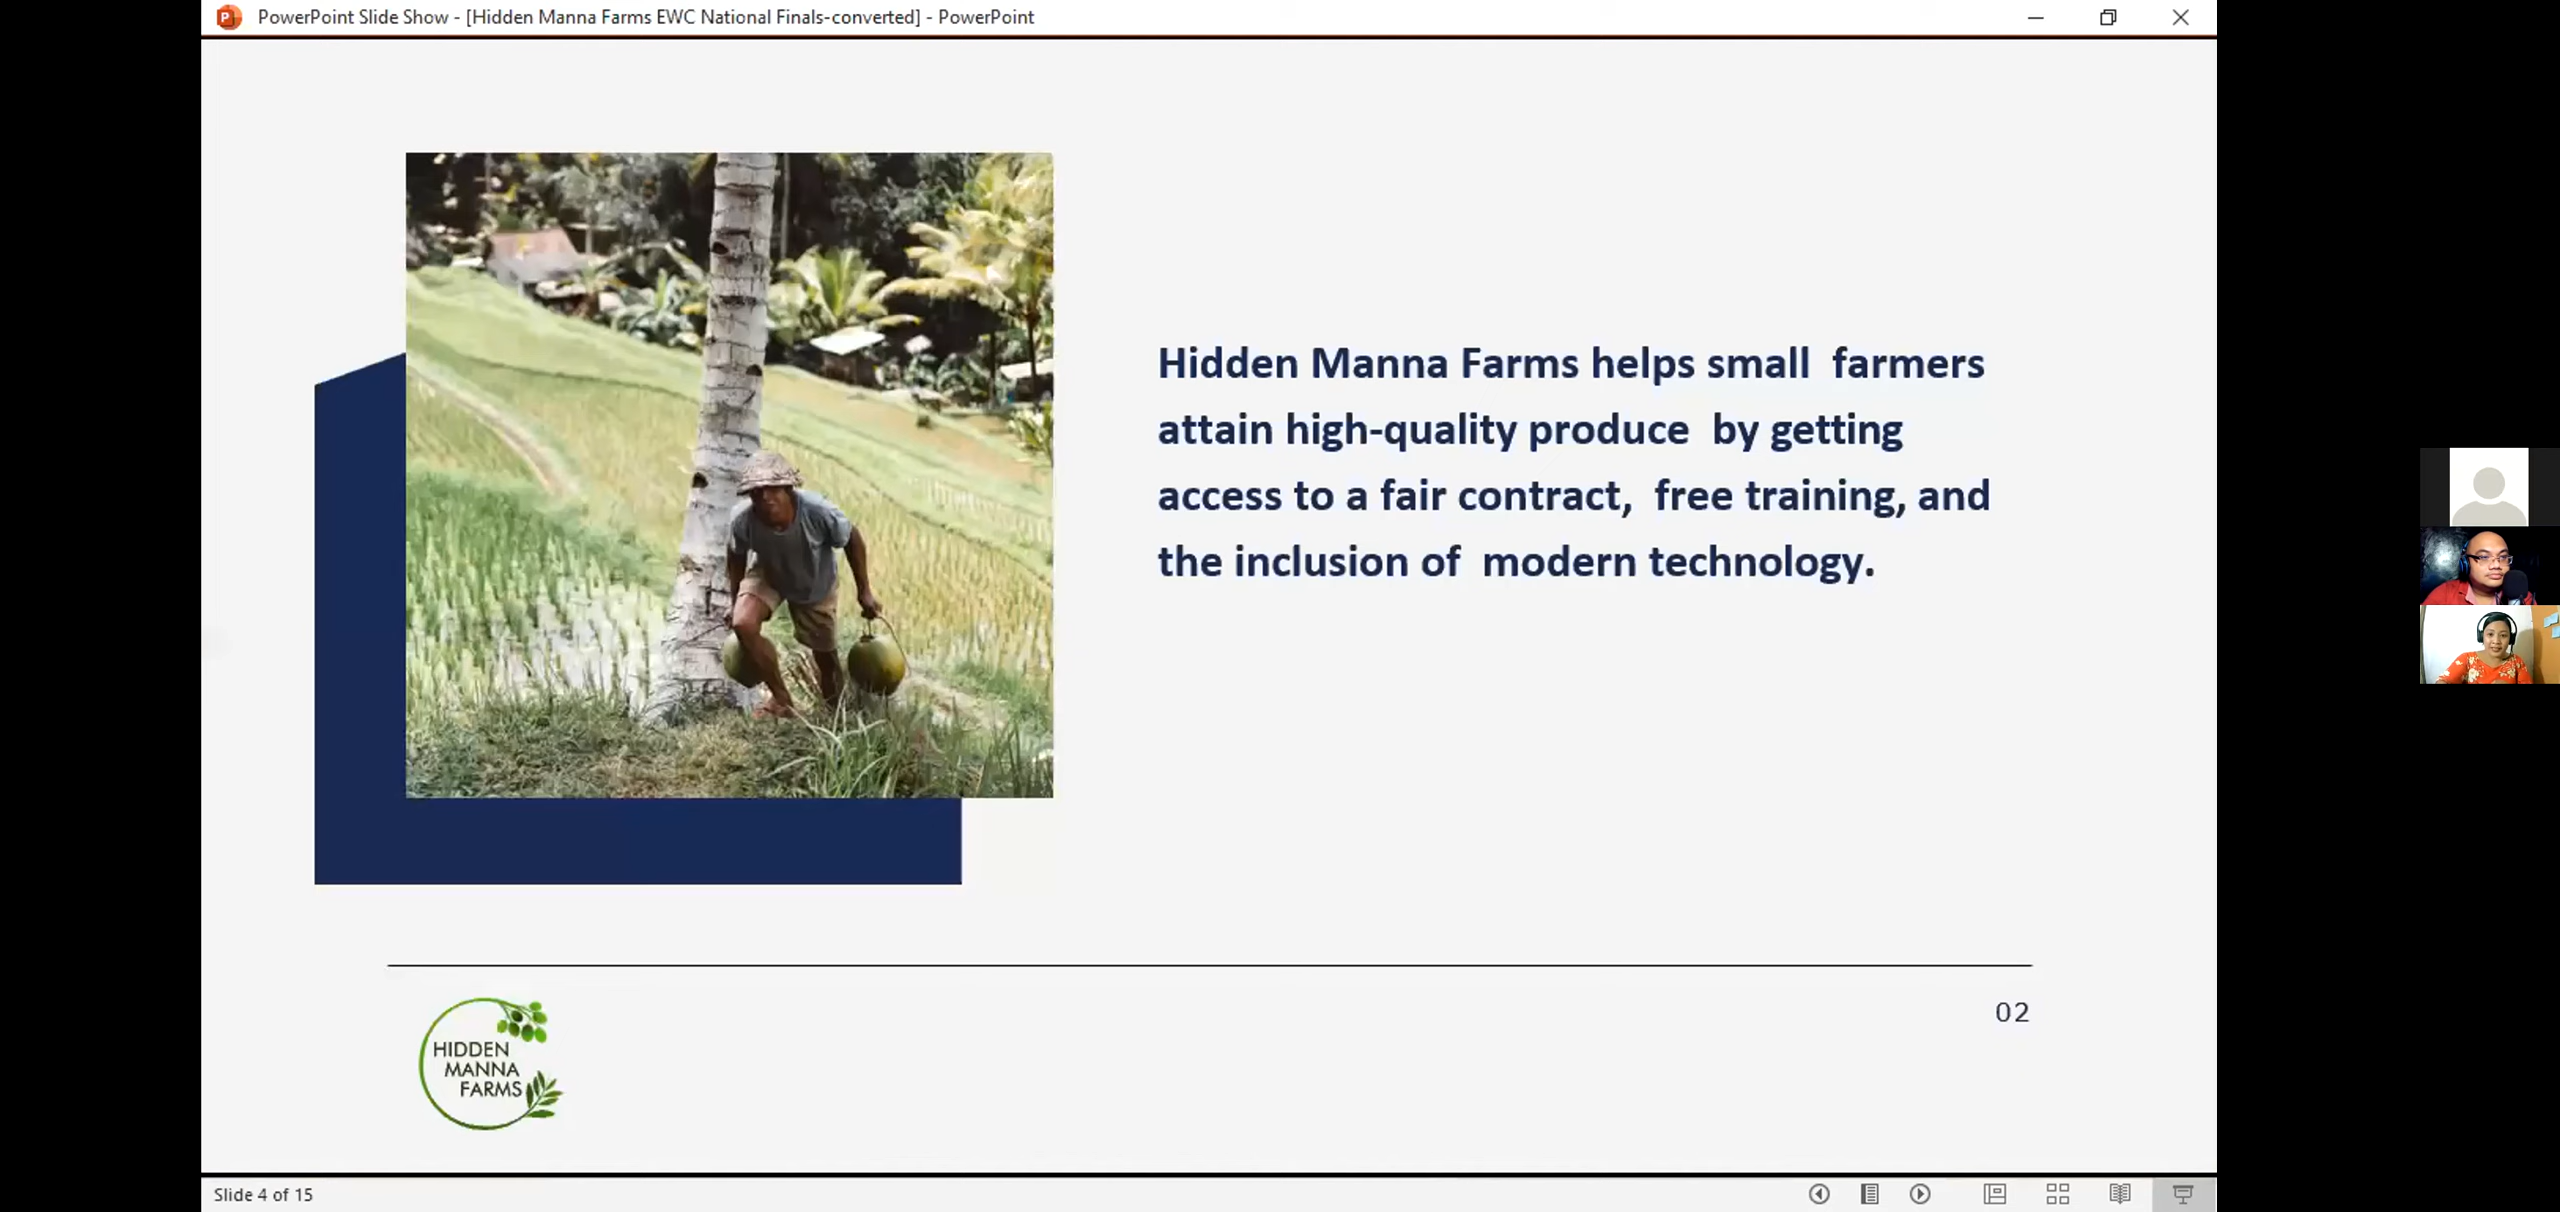 PowerPoint Slide Show - [Hidden Manna Farms EWC National Finals-converted] - PowerPoint
Hidden Manna Farms helps small farmers
attain high-quality produce by getting
access to a fair contract, free training, and
the inclusion of modern technology.
02
HIDDEN
MANNA
FARMS
Slide 4 of 15